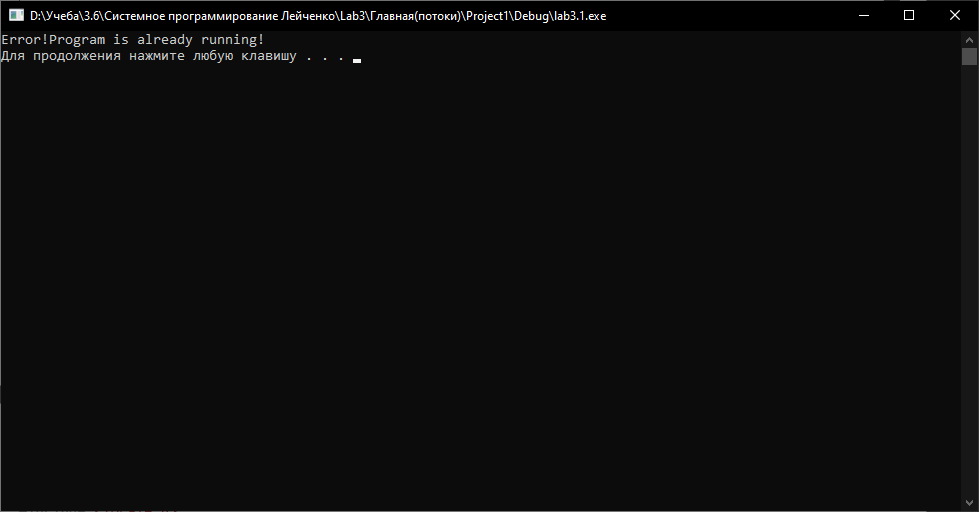 D:\Учеба\3.6\Системное программирование Лейченко\Lab3\Главная(потоки)\Project1\Debug\lab3.1.exe
Error!Program is already running!
Для продолжения нажмите любую клавишу . . .